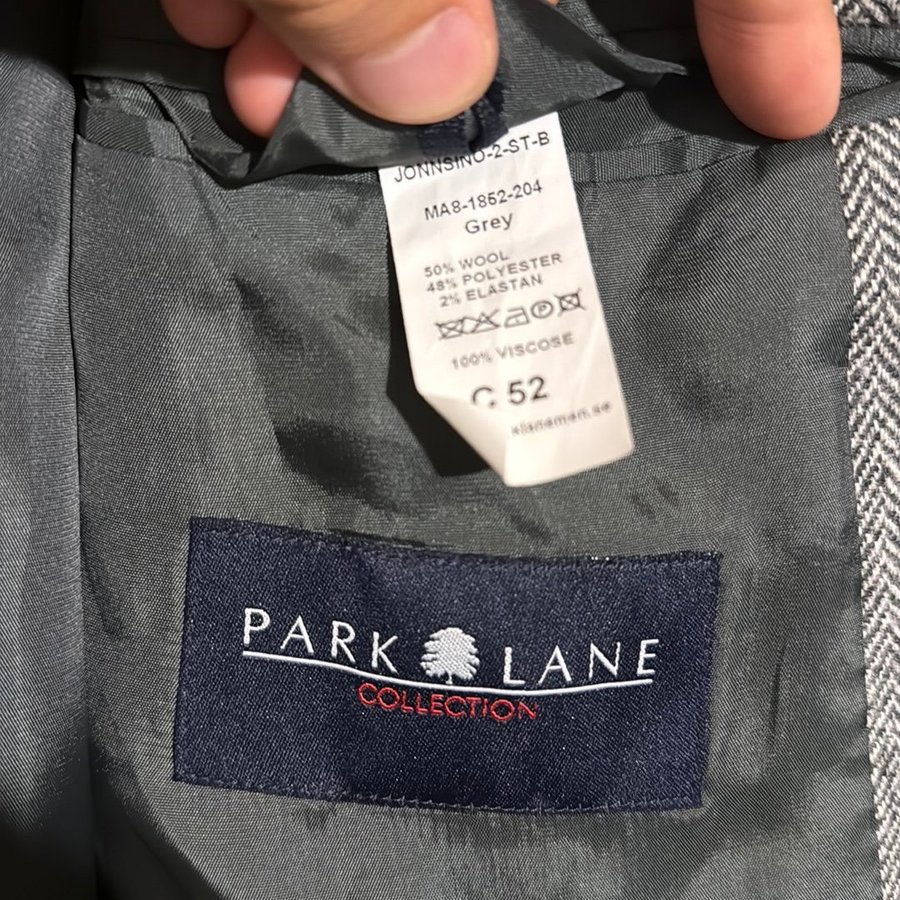 JONNSINO-2-ST-B
MA8-1852-204
Grey
50% WOOL
48% POLYESTER
2% ELASTAN
100% VISCOSE
C 52
PARK LANE
COLLECTION